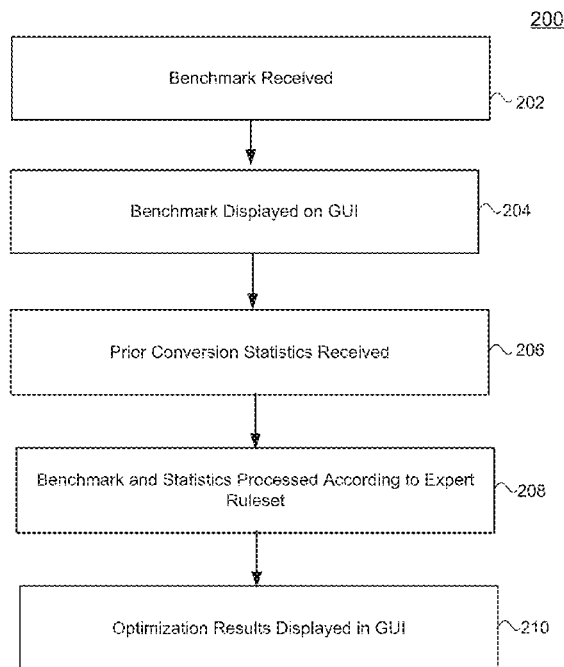 200
Benchmark Received
202
Benchmark Displayed on GUI
204
Prior Conversion Statistics Received
206
Benchmark and Statistics Processed According to Expert
Ruleset
208
Optimization Results Displayed in GUI
210